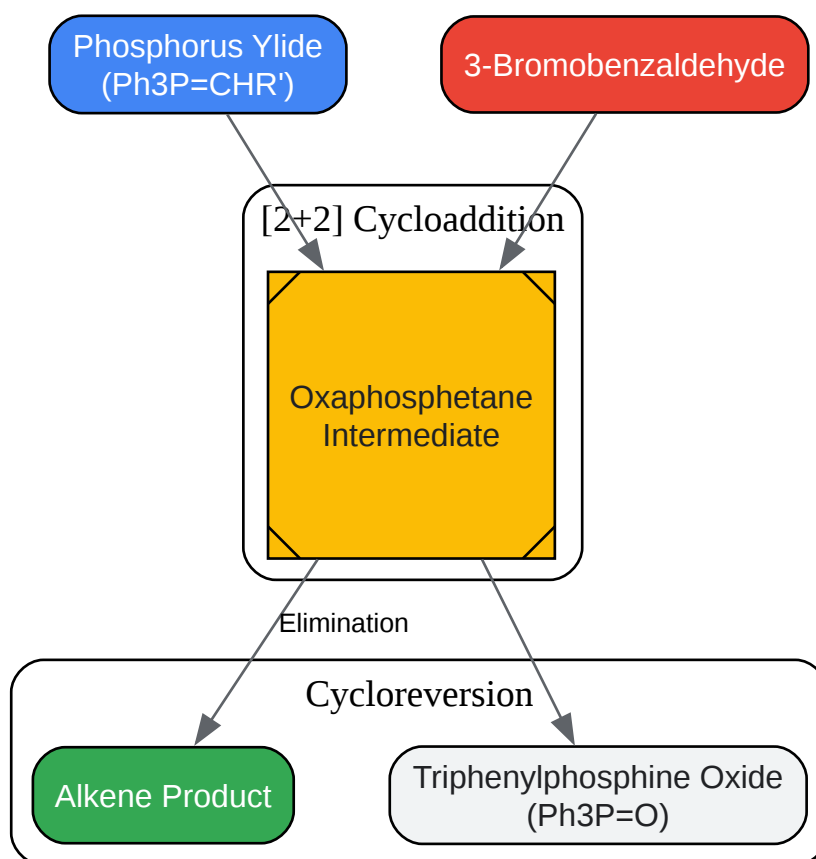 Phosphorus Ylide
(Ph3P=CHR')
3-Bromobenzaldehyde
[2+2] Cycloaddition
Oxaphosphetane
Intermediate
Elimination
Cycloreversion
Alkene Product
Triphenylphosphine Oxide
(Ph3P=O)